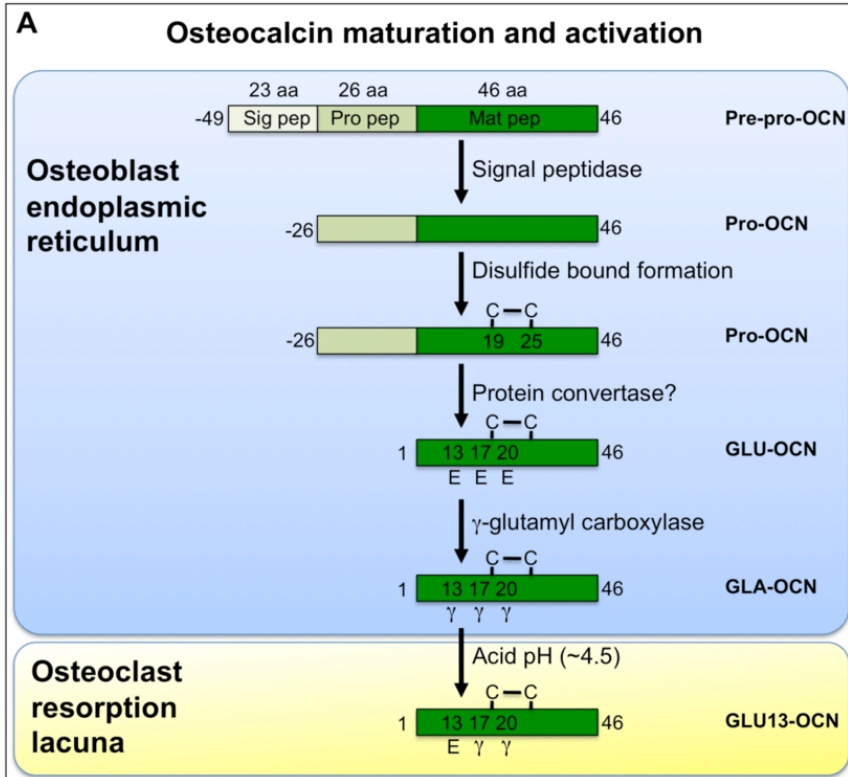 A
Osteocalcin maturation and activation
23 aa 26 aa 46 aa
-49 Sig pep Pro pep Mat pep 46 Pre-pro-OCN
Osteoblast
endoplasmic
reticulum
Signal peptidase
-26 46 Pro-OCN
Disulfide bound formation
C C
-26 19 25 46 Pro-OCN
Protein convertase?
C C
1 13 17 20 46 GLU-OCN
E E E
γ-glutamyl carboxylase
C C
1 13 17 20 46 GLA-OCN
γ γ γ
Acid pH (~4.5)
Osteoclast
resorption
lacuna
C C
1 13 17 20 46 GLU13-OCN
E γ γ